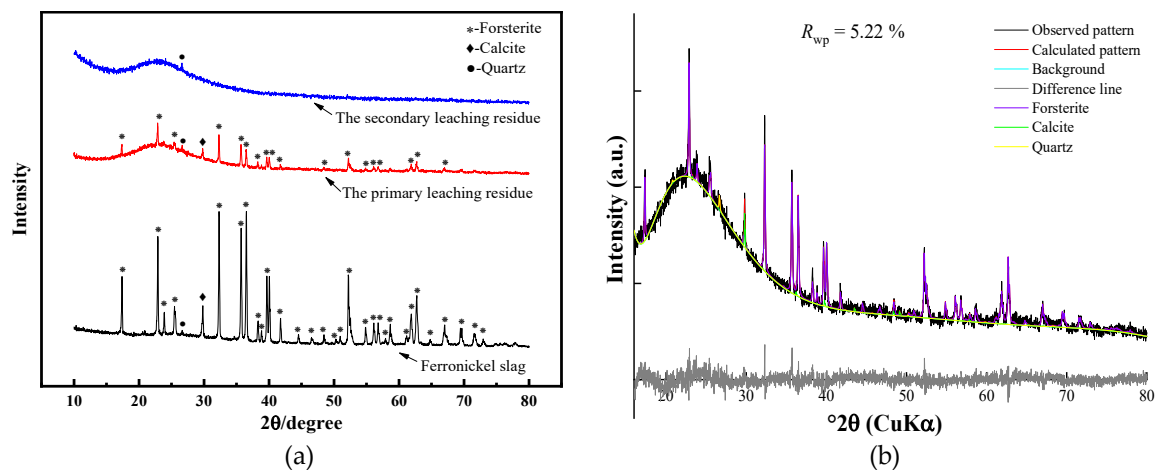 (a)
∗-Forsterite
♦-Calcite
●-Quartz
The secondary leaching residue
The primary leaching residue
Ferronickel slag
Intensity
10 20 30 40 50 60 70 80
2θ/degree
(a)
(b)
R_wp = 5.22 %
Observed pattern
Calculated pattern
Background
Difference line
Forsterite
Calcite
Quartz
Intensity (a.u.)
20 30 40 50 60 70 80
°2θ (CuKα)
(b)